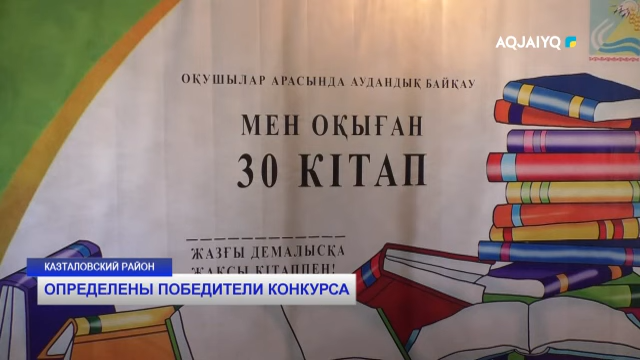 AQJAIYQ
ОҚУШЫЛАР АРАСЫНДА АУДАНДЫҚ БАЙҚАУ
МЕН ОҚЫҒАН
30 КІТАП
ЖАЗҒЫ ДЕМАЛЫСҚА
ЖАҚСЫ КІТАППЕН!
КАЗТАЛОВСКИЙ РАЙОН
ОПРЕДЕЛЕНЫ ПОБЕДИТЕЛИ КОНКУРСА